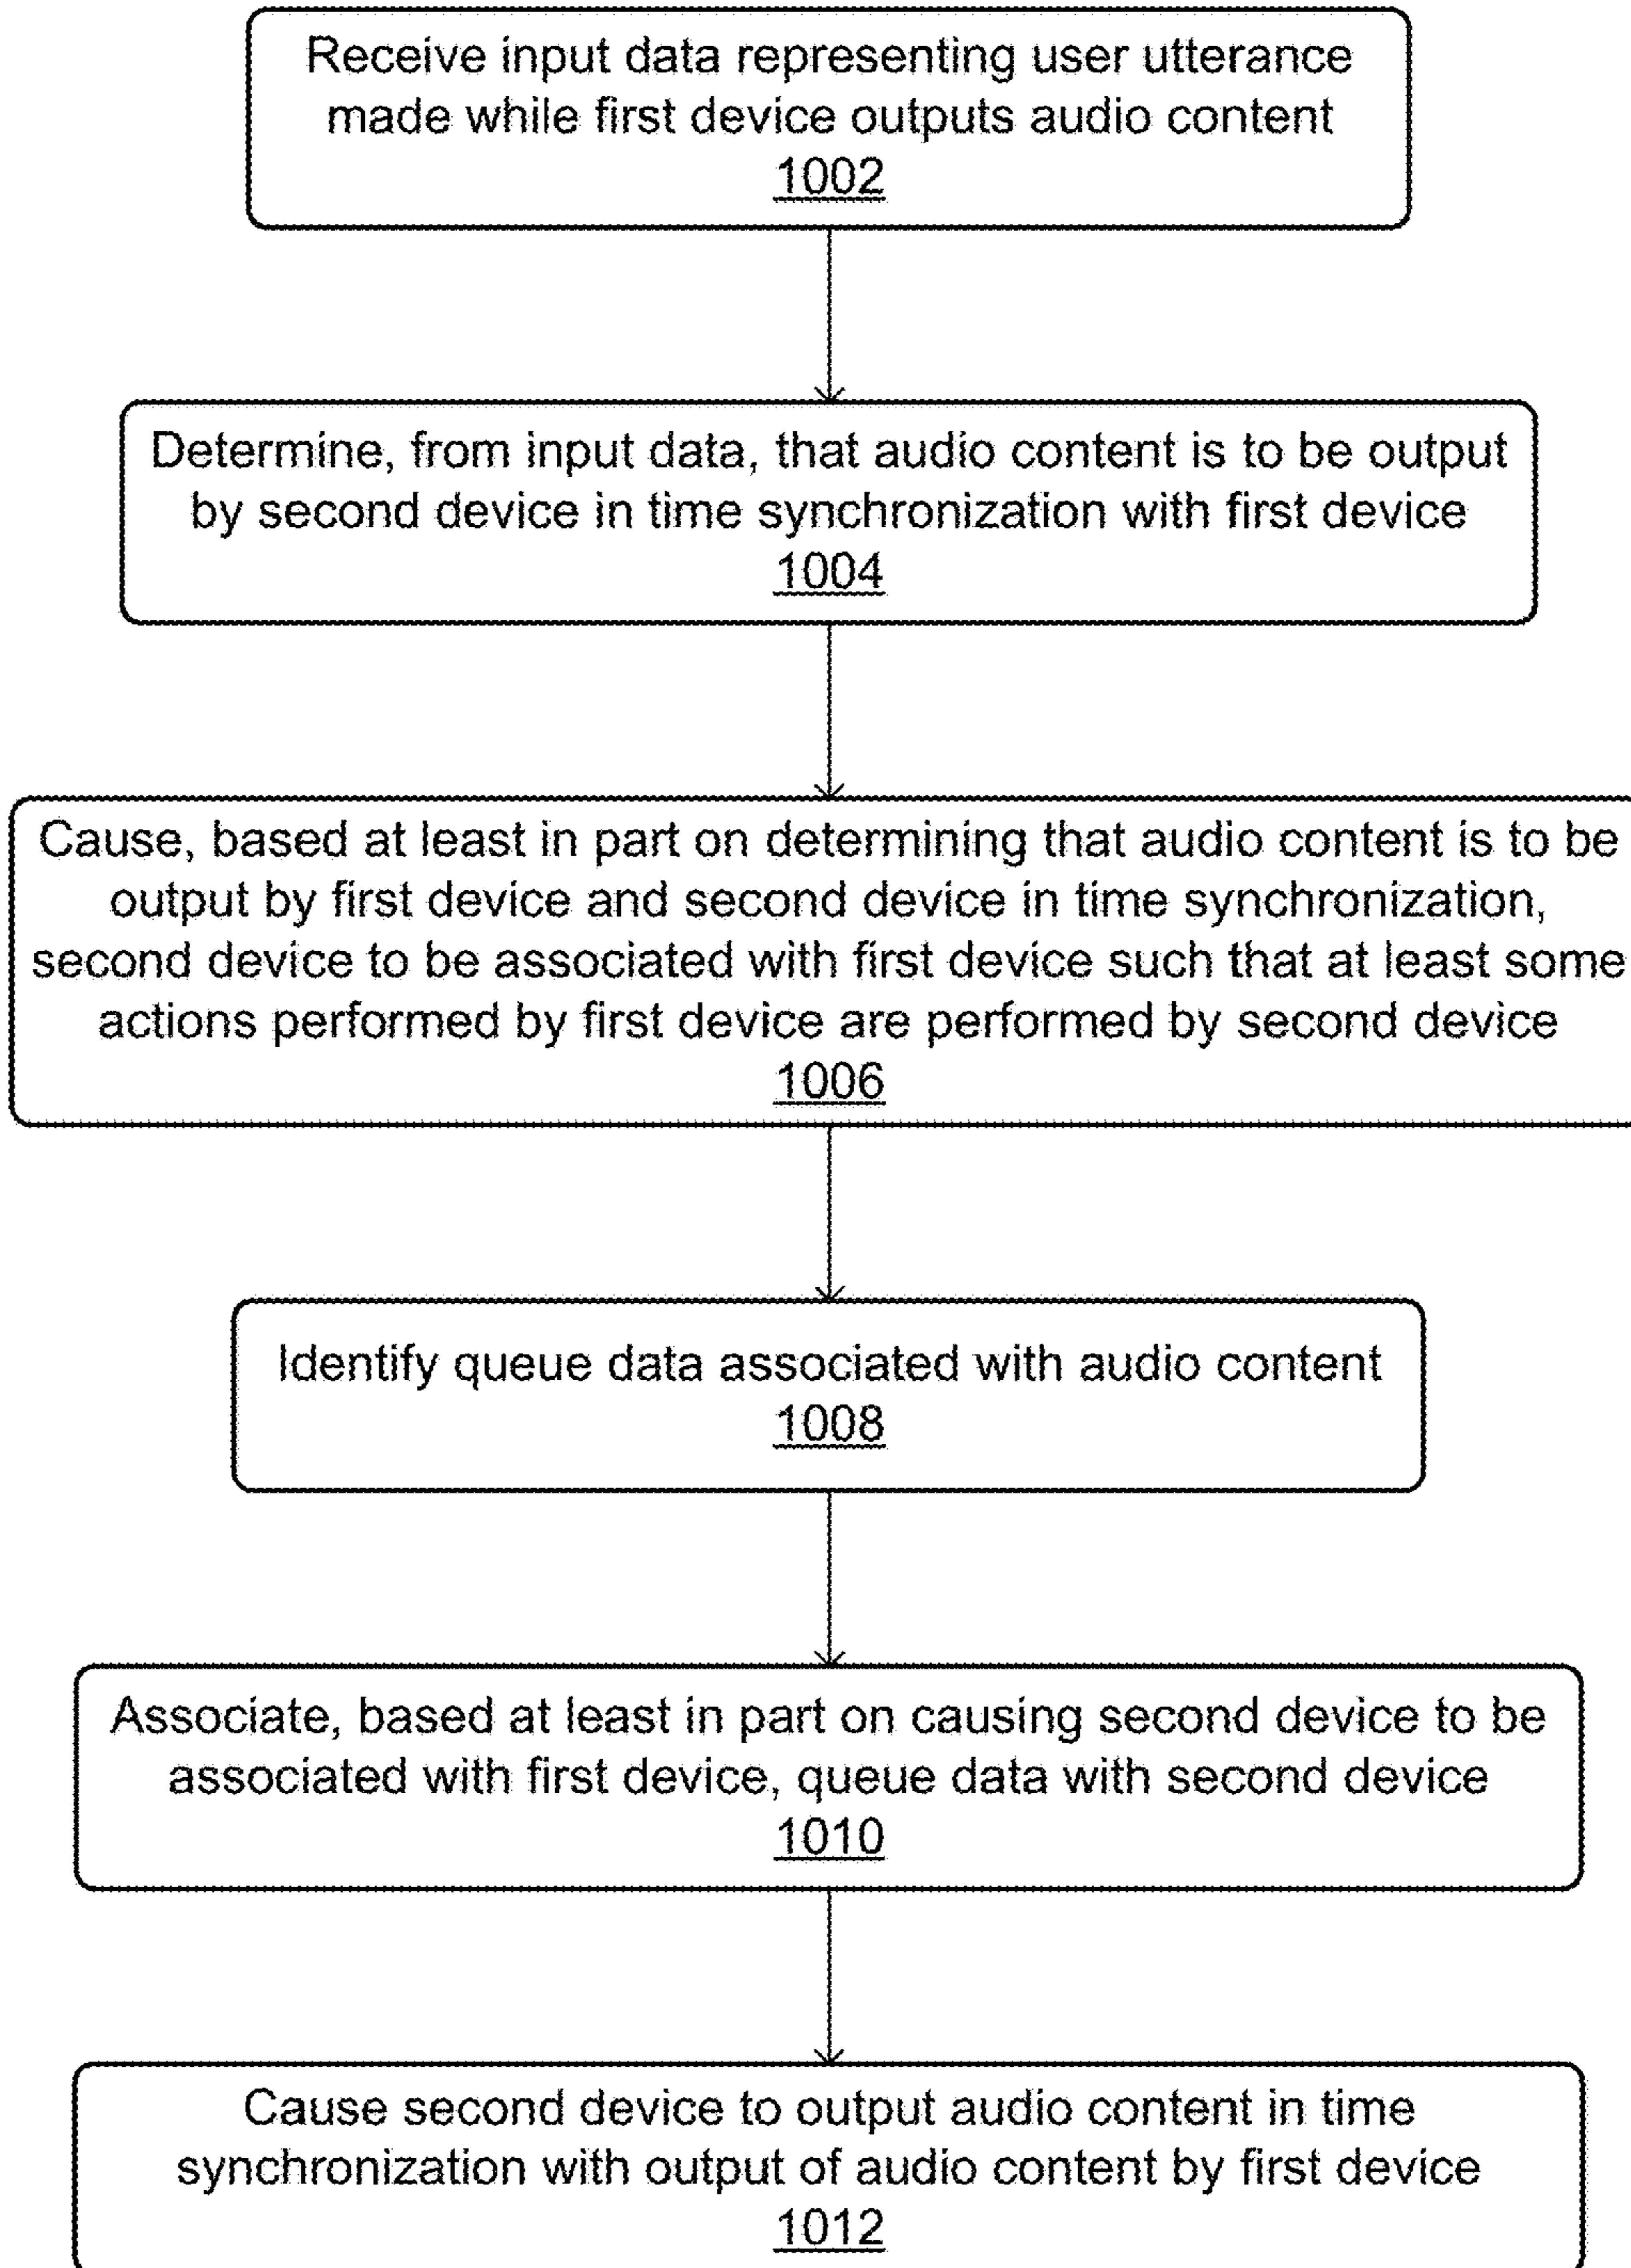 Receive input data representing user utterance
made while first device outputs audio content
1002
Determine, from input data, that audio content is to be output
by second device in time synchronization with first device
1004
Cause, based at least in part on determining that audio content is to be
output by first device and second device in time synchronization,
second device to be associated with first device such that at least some
actions performed by first device are performed by second device
1006
Identify queue data associated with audio content
1008
Associate, based at least in part on causing second device to be
associated with first device, queue data with second device
1010
Cause second device to output audio content in time
synchronization with output of audio content by first device
1012